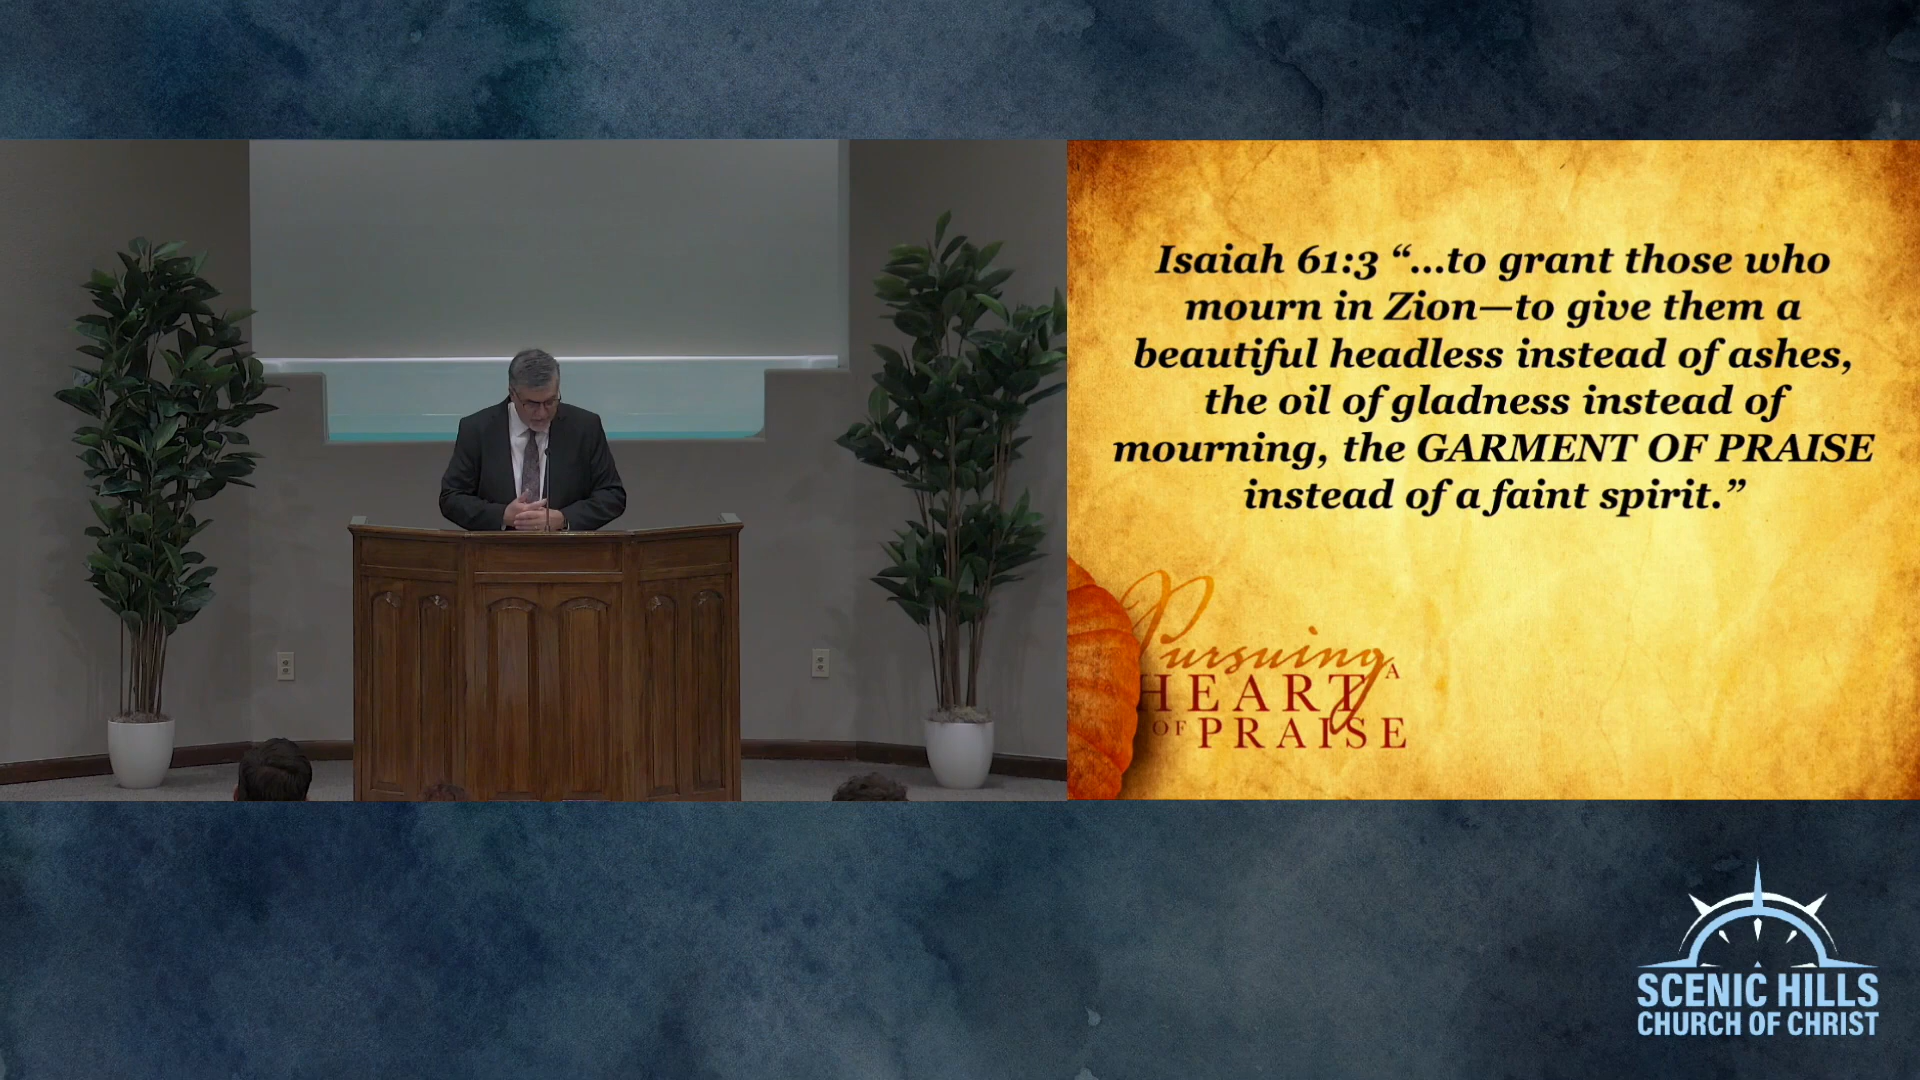 Isaiah 61:3 “...to grant those who
mourn in Zion—to give them a
beautiful headless instead of ashes,
the oil of gladness instead of
mourning, the GARMENT OF PRAISE
instead of a faint spirit.”
Pursuing A
HEART
OF PRAISE
SCENIC HILLS
CHURCH OF CHRIST